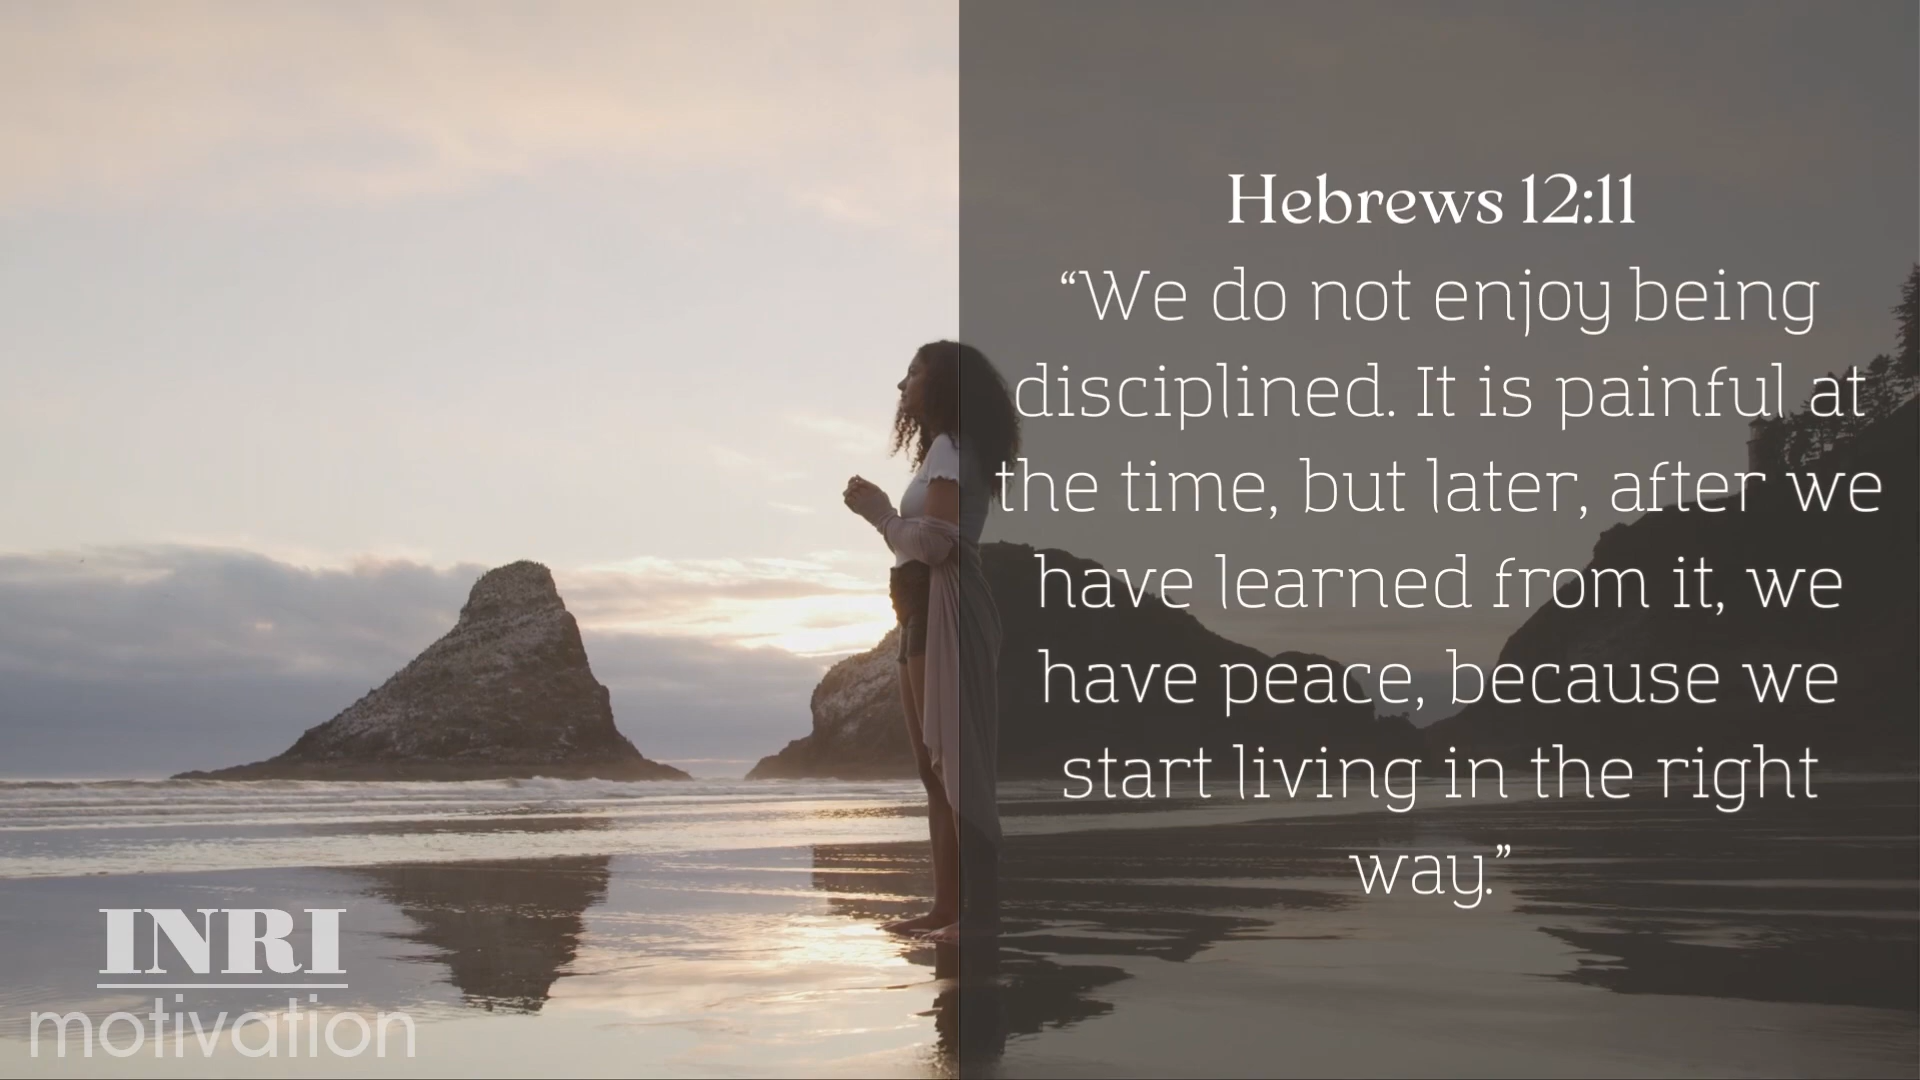 Hebrews 12:11
“We do not enjoy being
disciplined. It is painful at
the time, but later, after we
have learned from it, we
have peace, because we
start living in the right
way.”
INRI
motivation